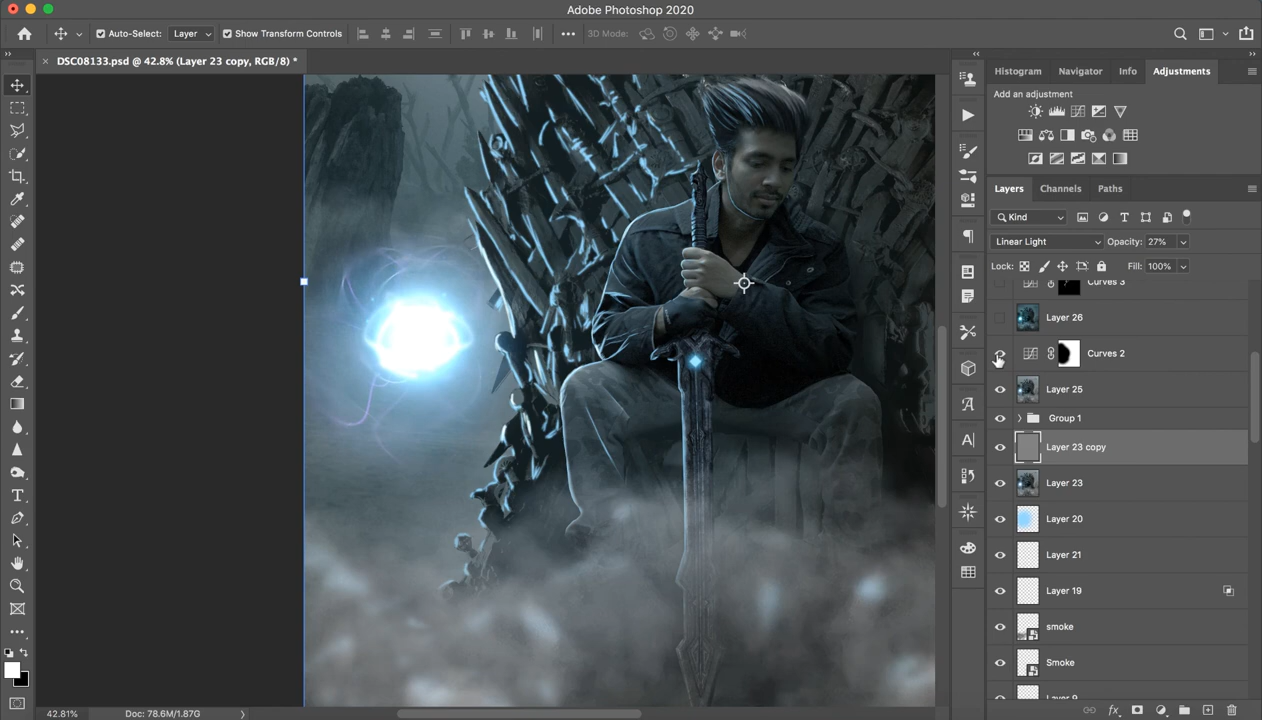 Adobe Photoshop 2020
Auto-Select: Layer Show Transform Controls 3D Mode:
DSC08133.psd @ 42.8% (Layer 23 copy, RGB/8) *
Histogram Navigator Info Adjustments
Add an adjustment
Layers Channels Paths
Kind
Linear Light Opacity: 27%
Lock: Fill: 100%
Curves 3
Layer 26
Curves 2
Layer 25
Group 1
Layer 23 copy
Layer 23
Layer 20
Layer 21
Layer 19
smoke
Smoke
Layer 9
42.81% Doc: 78.6M/1.87G